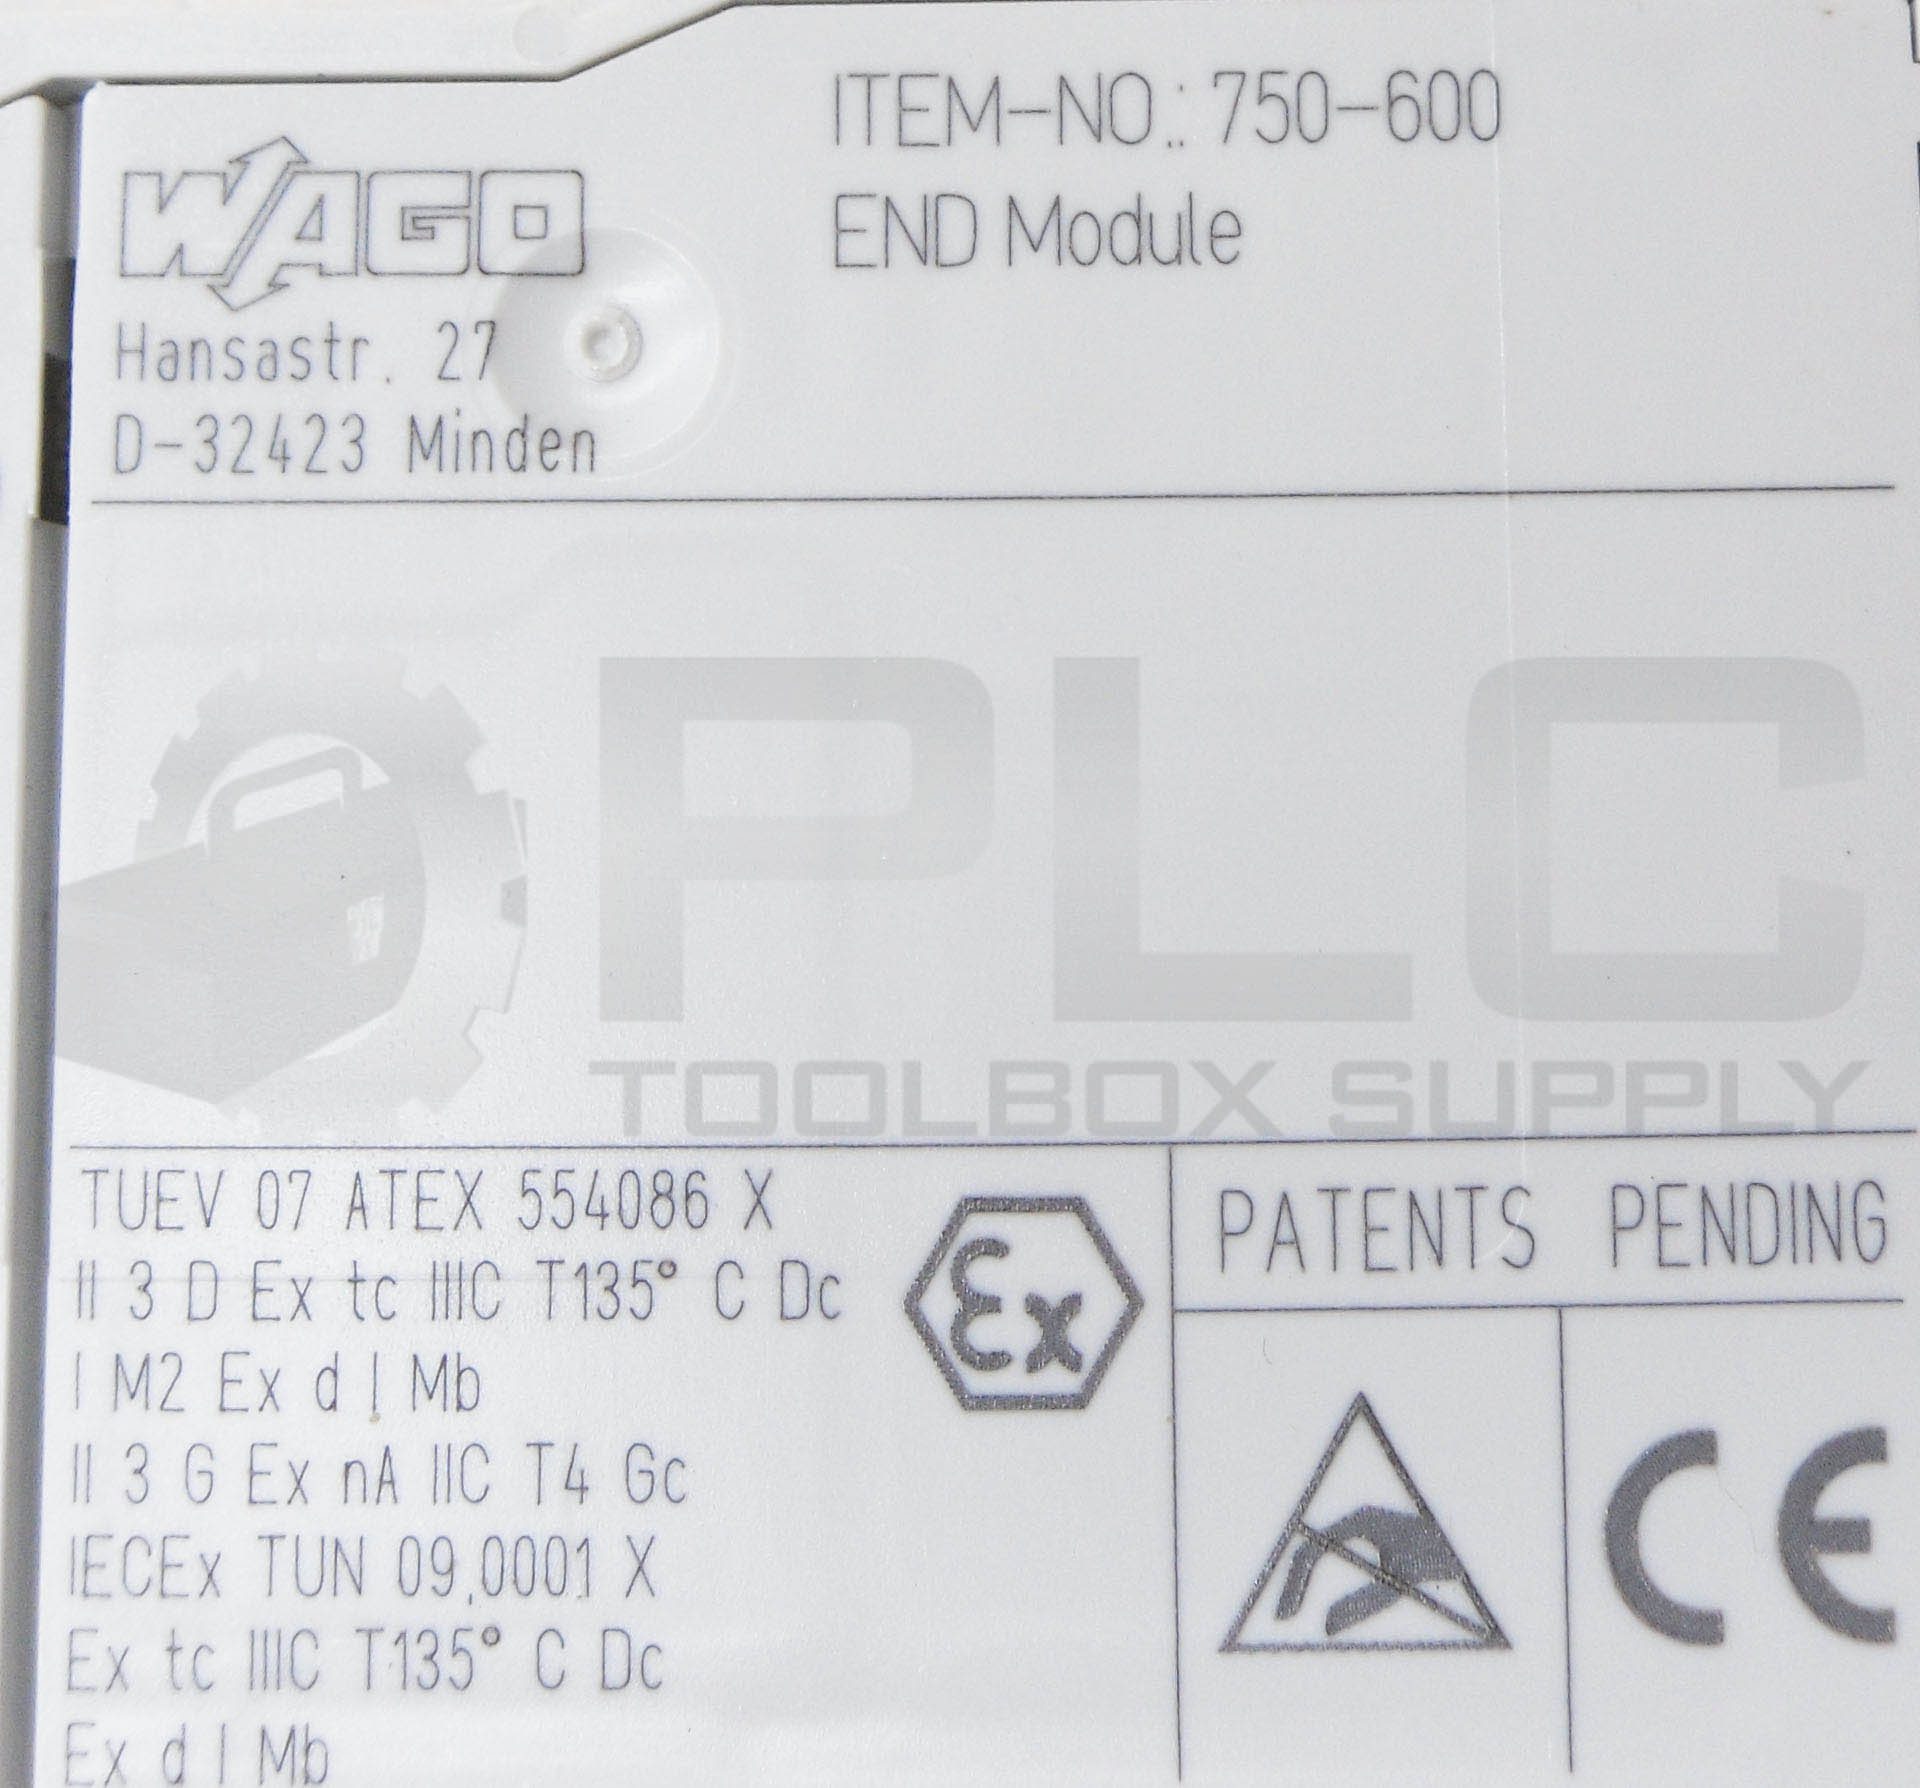 WAGO
ITEM-NO.: 750-600
END Module
Hansastr. 27
D-32423 Minden
PLC
TOOLBOX SUPPLY
TUEV 07 ATEX 554086 X
II 3 D Ex tc IIIC T135° C Dc
I M2 Ex d I Mb
II 3 G Ex nA IIC T4 Gc
IECEx TUN 09.0001 X
Ex tc IIIC T135° C Dc
Ex d I Mb
Ex
PATENTS PENDING
CE